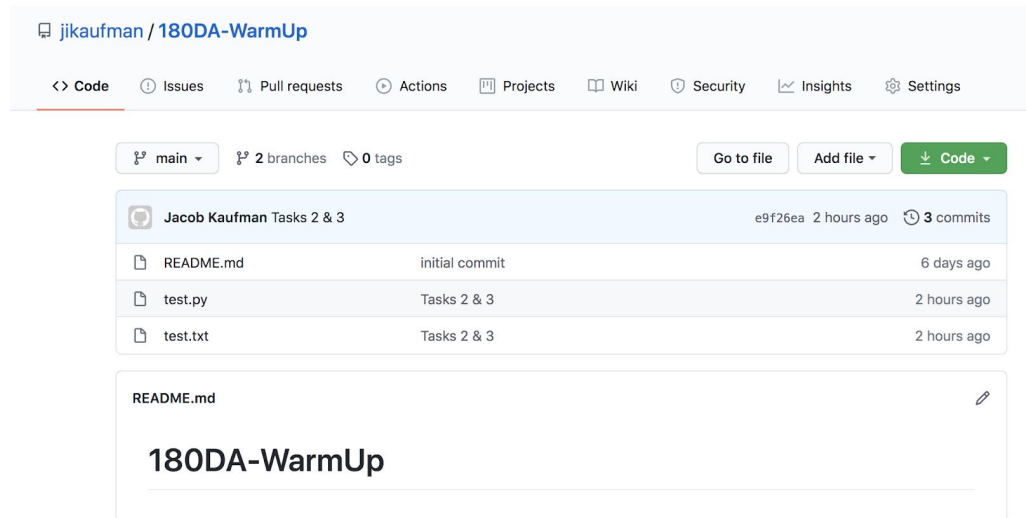 jikaufman / 180DA-WarmUp
<> Code Issues Pull requests Actions Projects Wiki Security Insights Settings
main 2 branches 0 tags Go to file Add file Code
Jacob Kaufman Tasks 2 & 3 e9f26ea 2 hours ago 3 commits
README.md initial commit 6 days ago
test.py Tasks 2 & 3 2 hours ago
test.txt Tasks 2 & 3 2 hours ago
README.md
180DA-WarmUp